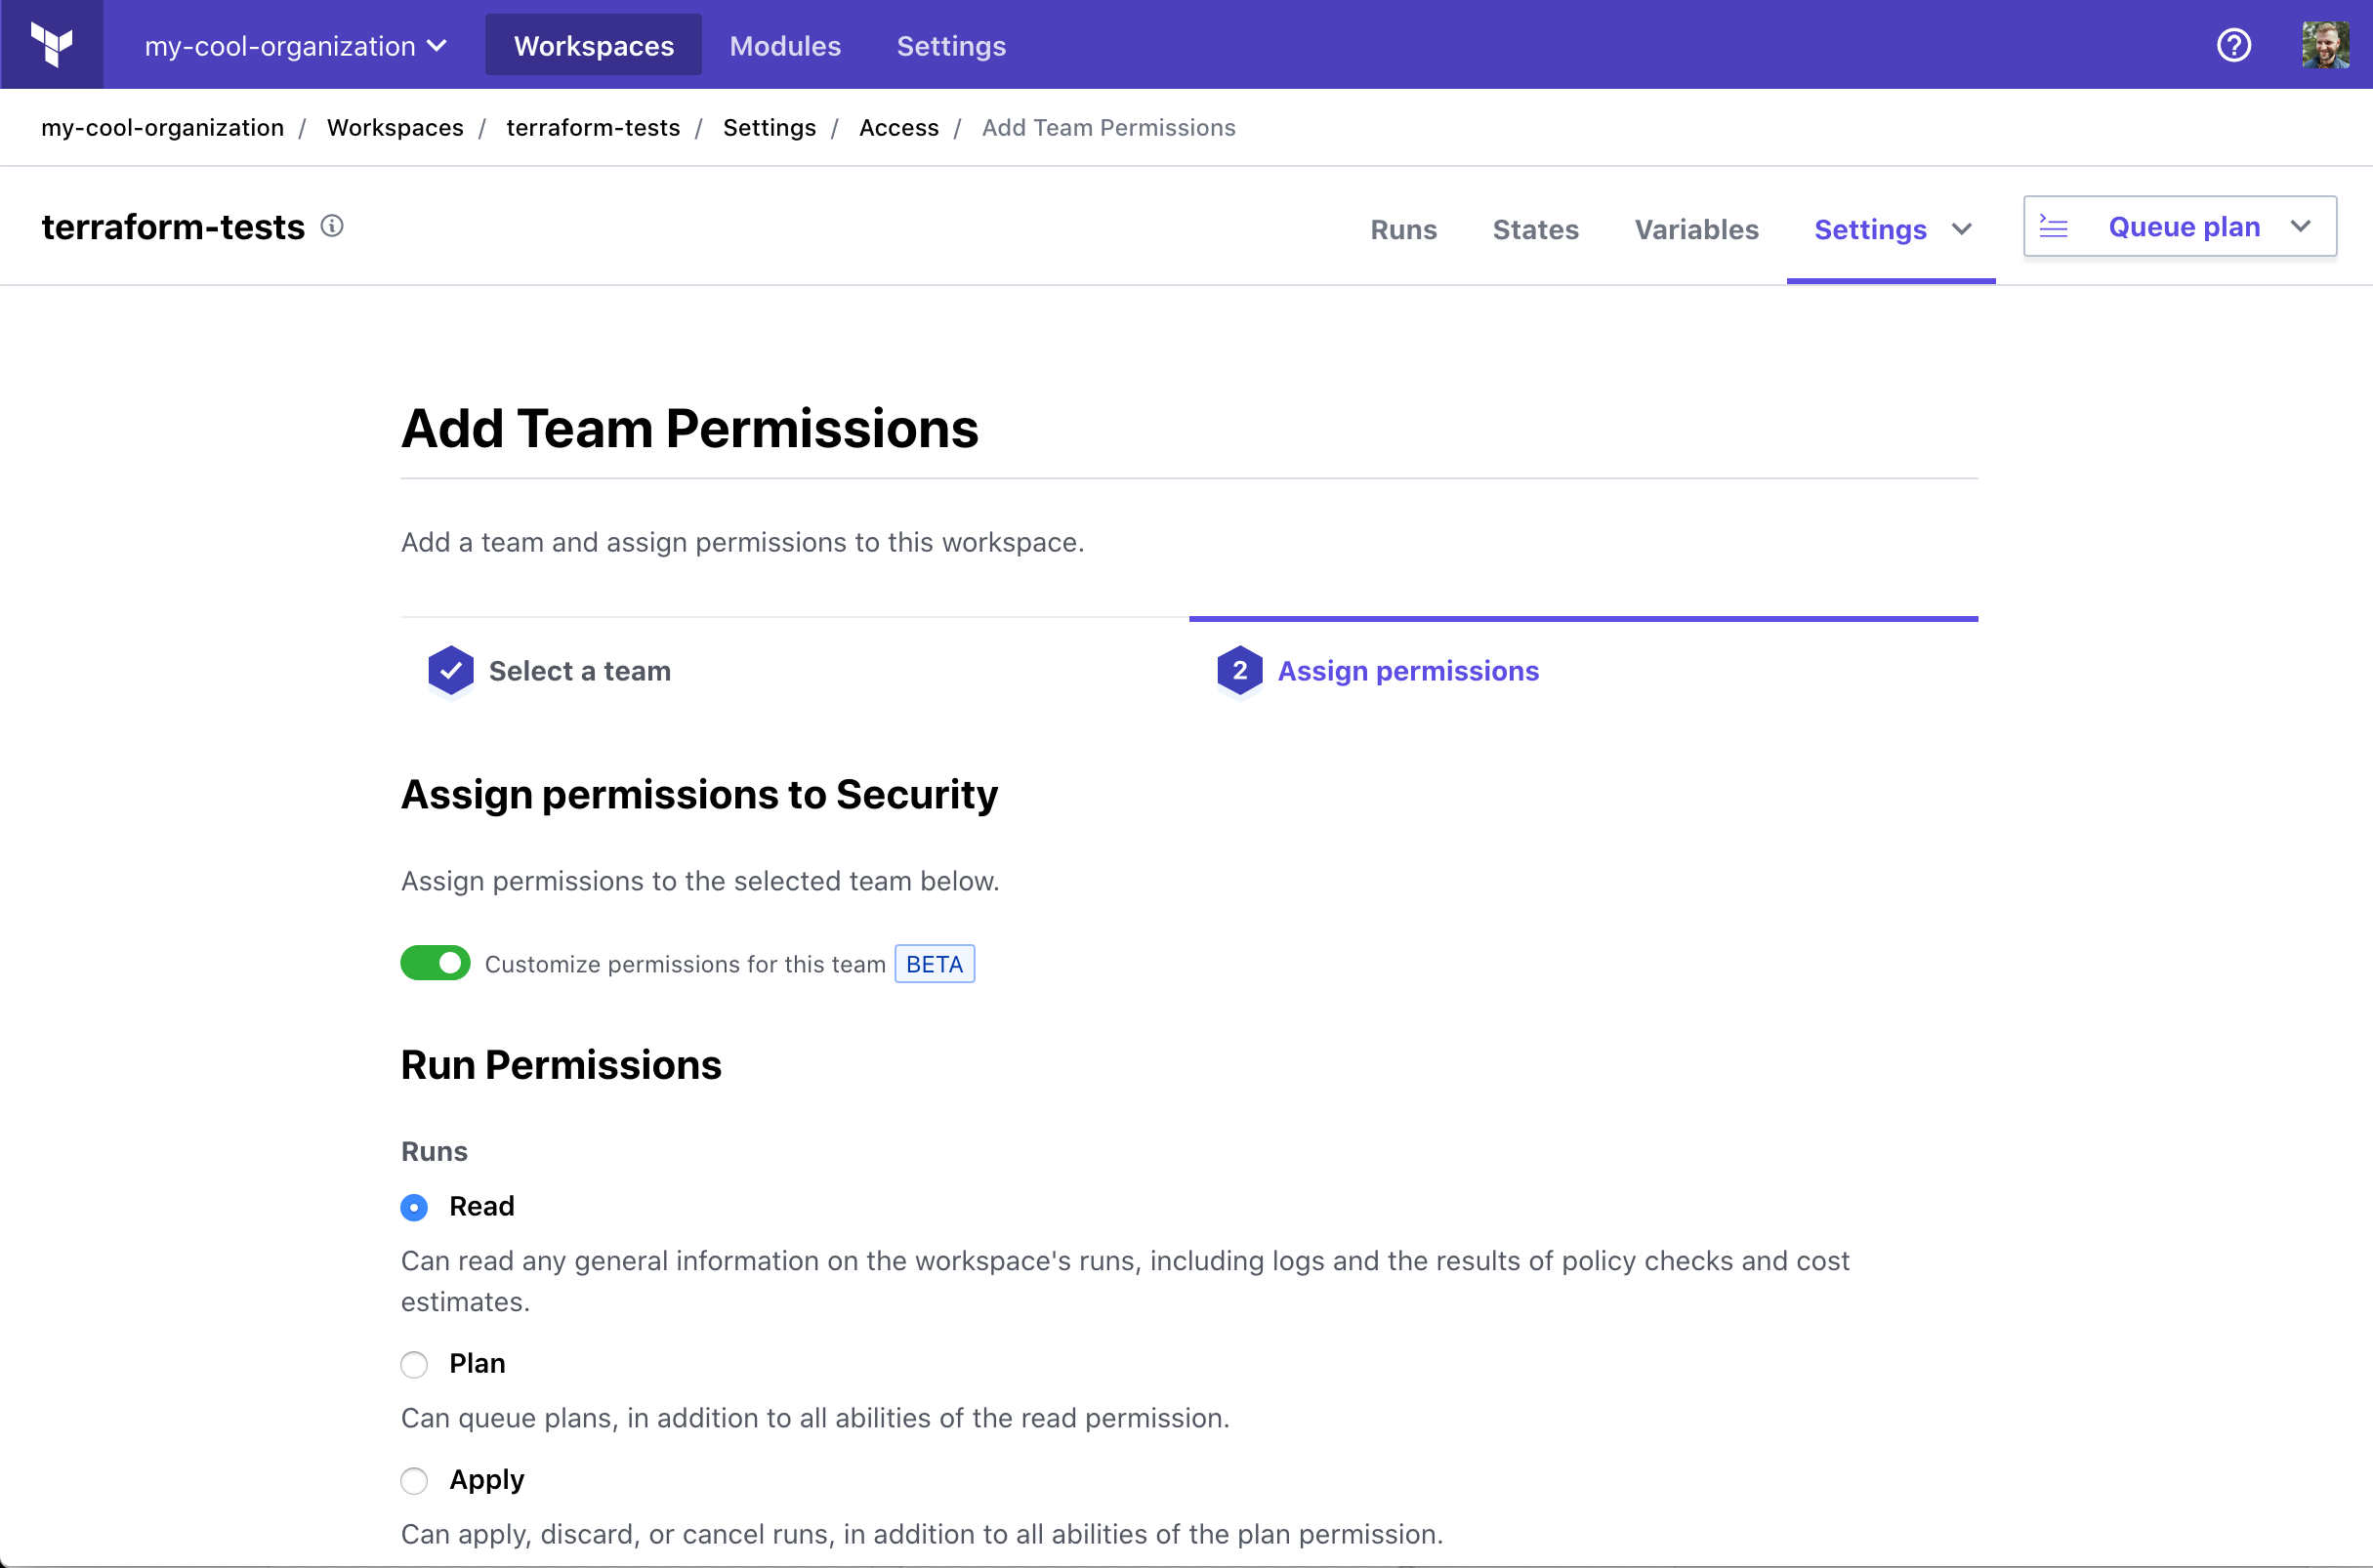 my-cool-organization Workspaces Modules Settings
my-cool-organization / Workspaces / terraform-tests / Settings / Access / Add Team Permissions
terraform-tests Runs States Variables Settings Queue plan
Add Team Permissions
Add a team and assign permissions to this workspace.
Select a team 2 Assign permissions
Assign permissions to Security
Assign permissions to the selected team below.
Customize permissions for this team BETA
Run Permissions
Runs
Read
Can read any general information on the workspace's runs, including logs and the results of policy checks and cost
estimates.
Plan
Can queue plans, in addition to all abilities of the read permission.
Apply
Can apply, discard, or cancel runs, in addition to all abilities of the plan permission.